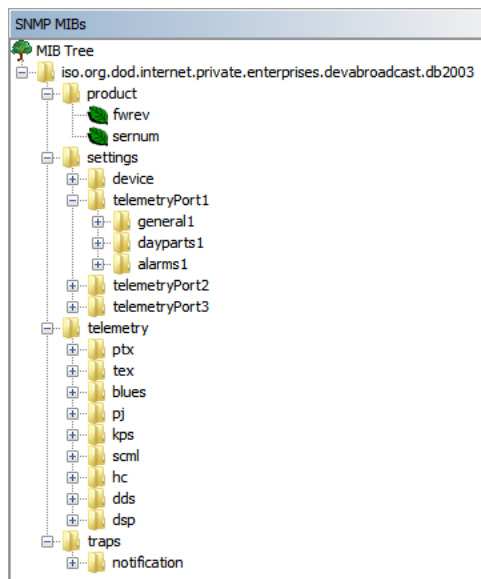 SNMP MIBs
MIB Tree
iso.org.dod.internet.private.enterprises.devabroadcast.db2003
product
fwrev
sernum
settings
device
telemetryPort1
general1
dayparts1
alarms1
telemetryPort2
telemetryPort3
telemetry
ptx
tex
blues
pj
kps
scml
hc
dds
dsp
traps
notification